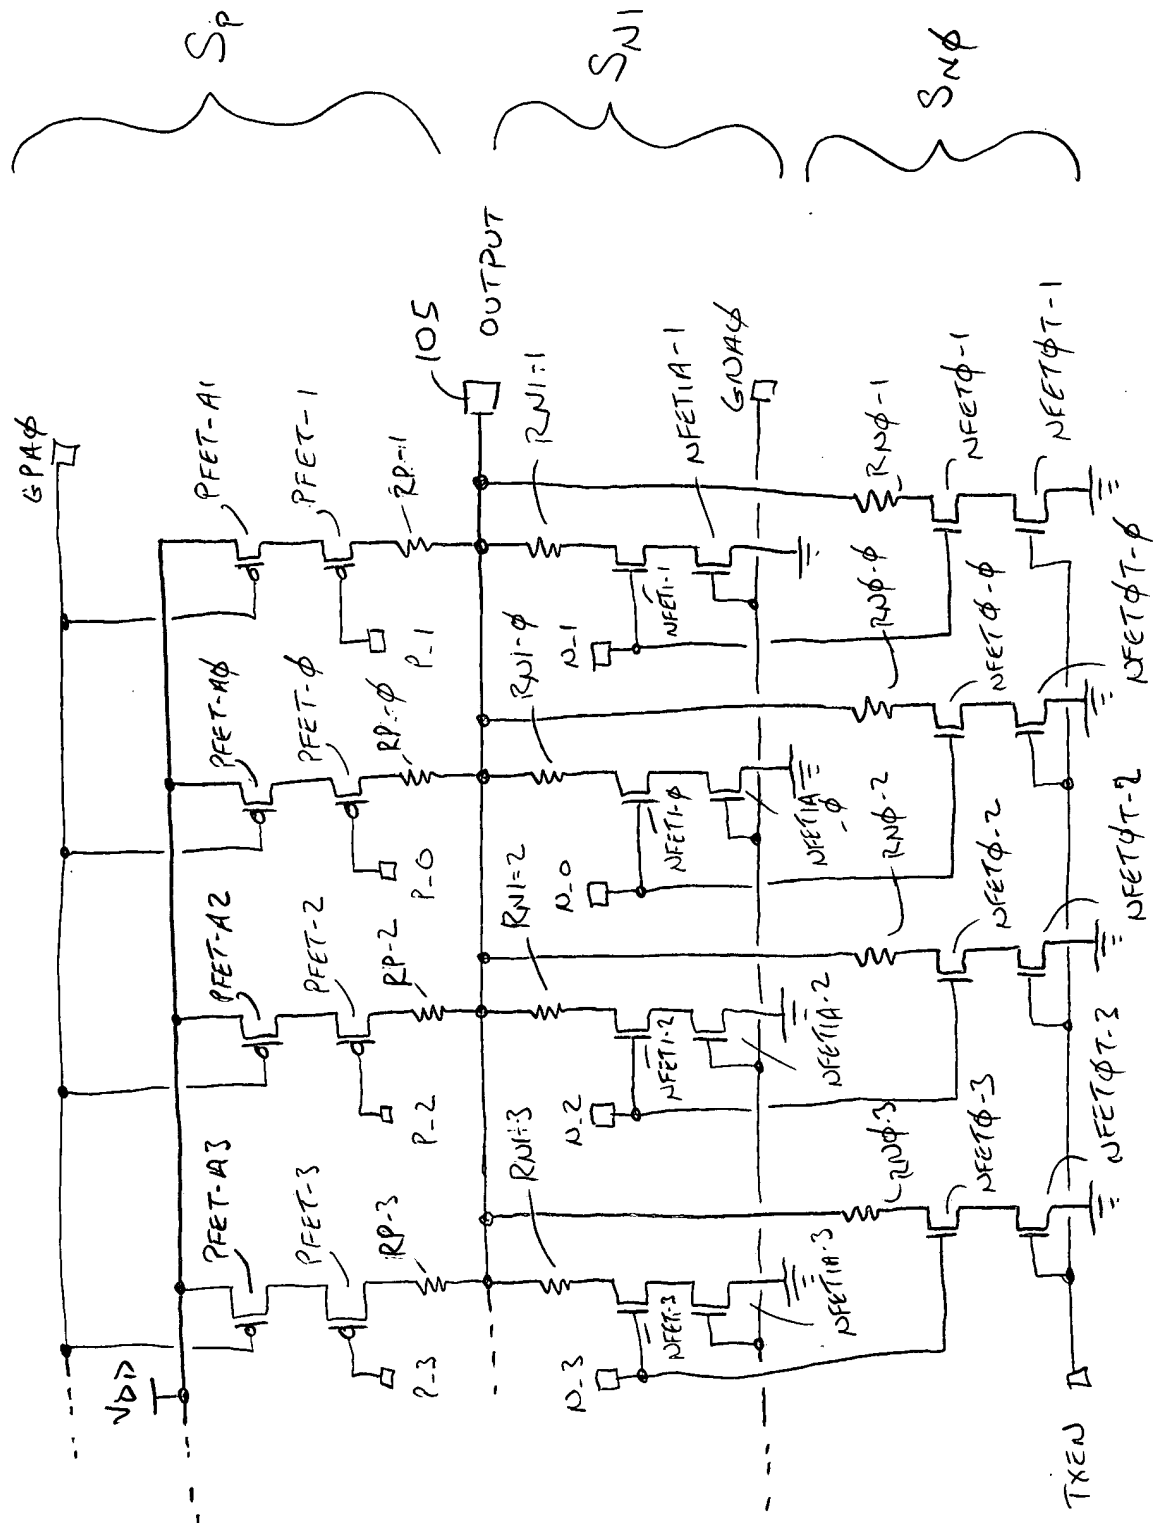 GPAϕ
PFET-A1
PFET-1
RP-1
P_1
PFET-Aϕ
PFET-ϕ
RP-ϕ
P_0
PFET-A2
PFET-2
RP-2
P_2
PFET-A3
PFET-3
RP-3
P_3
VDD
SP
105
OUTPUT
RN1-1
NFET1-1
NFET1A-1
N_1
RN1-ϕ
NFET1-ϕ
NFET1A
-ϕ
N_0
RN1-2
NFET1-2
NFET1A-2
N_2
RN1-3
NFET1-3
NFET1A-3
N_3
GNAϕ
SN1
RNϕ-1
NFETϕ-1
NFETϕT-1
RNϕ-ϕ
NFETϕ-ϕ
NFETϕT-ϕ
RNϕ-2
NFETϕ-2
NFETϕT-2
RNϕ-3
NFETϕ-3
NFETϕT-3
TXEN
SNϕ